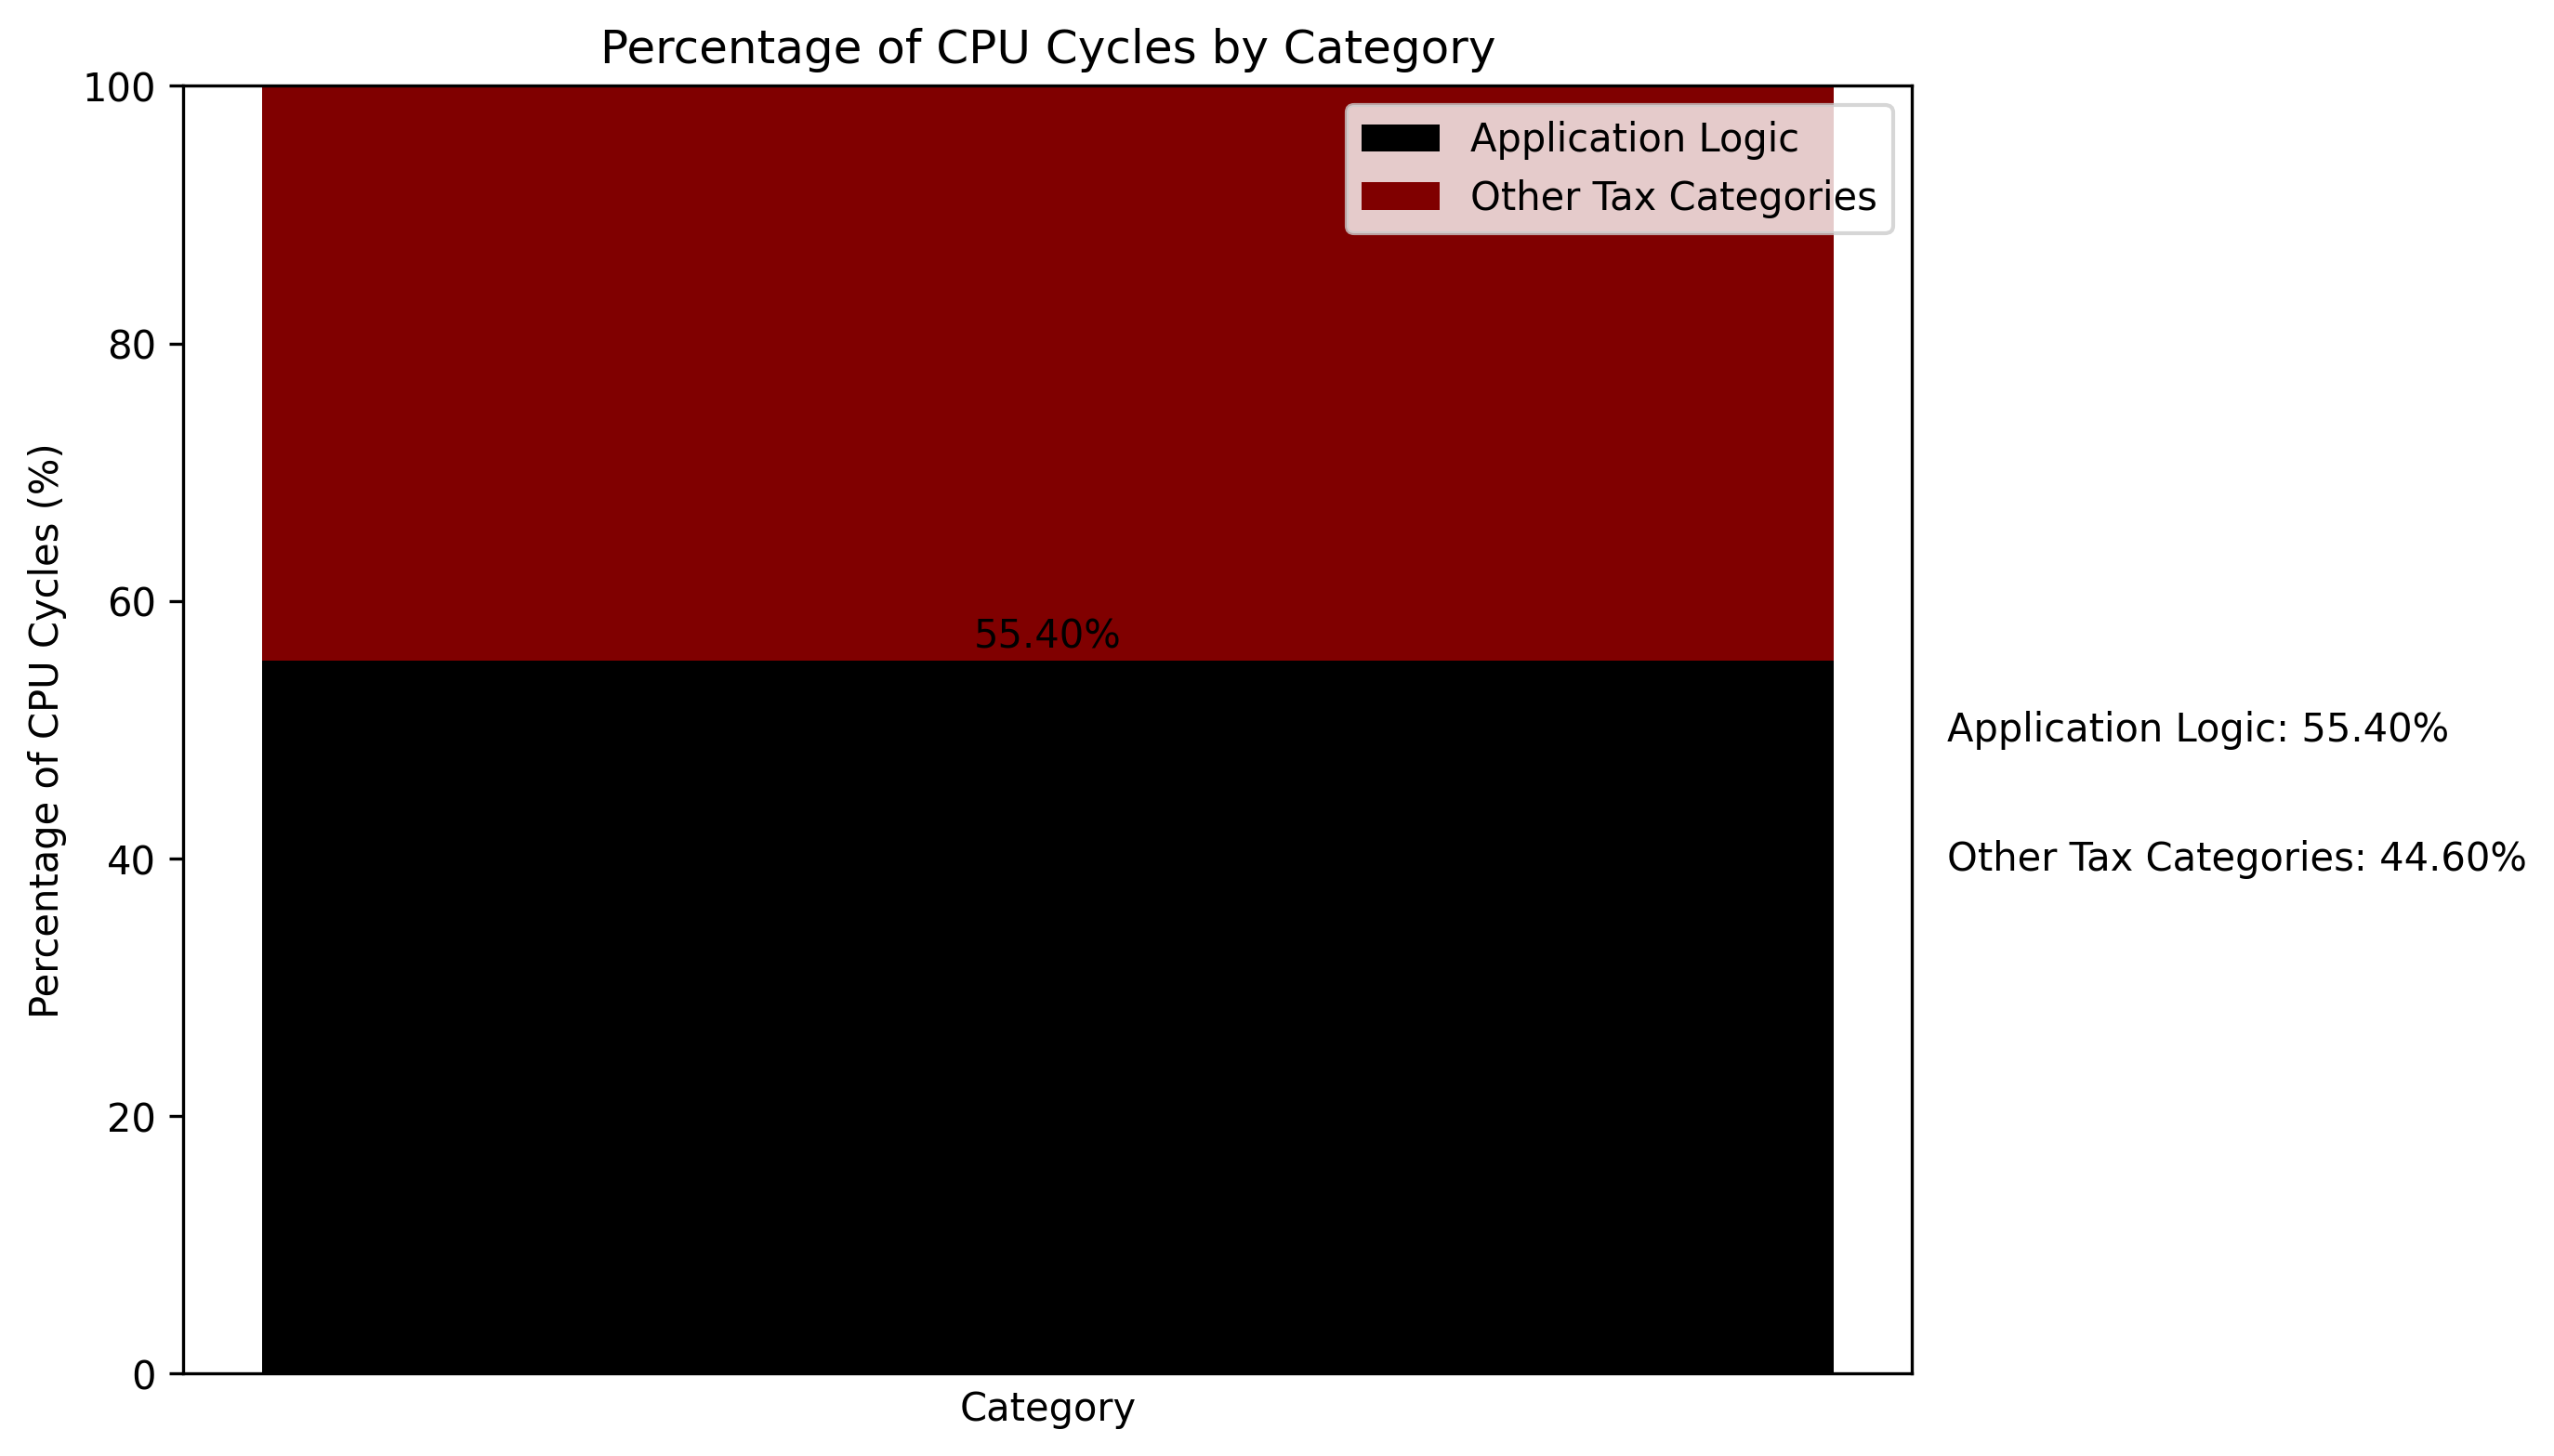 Percentage of CPU Cycles by Category
Percentage of CPU Cycles (%)
100
80
60
40
20
0
Application Logic
Other Tax Categories
55.40%
Application Logic: 55.40%
Other Tax Categories: 44.60%
Category